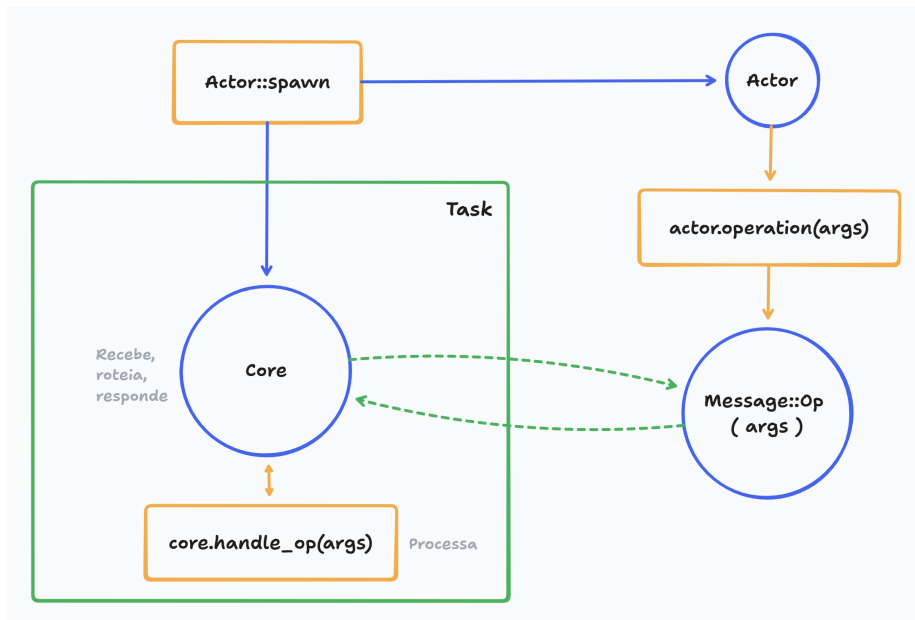 Actor::spawn
Actor
Task
actor.operation(args)
Recebe,
roteia,
responde
Core
Message::Op
( args )
core.handle_op(args)
Processa